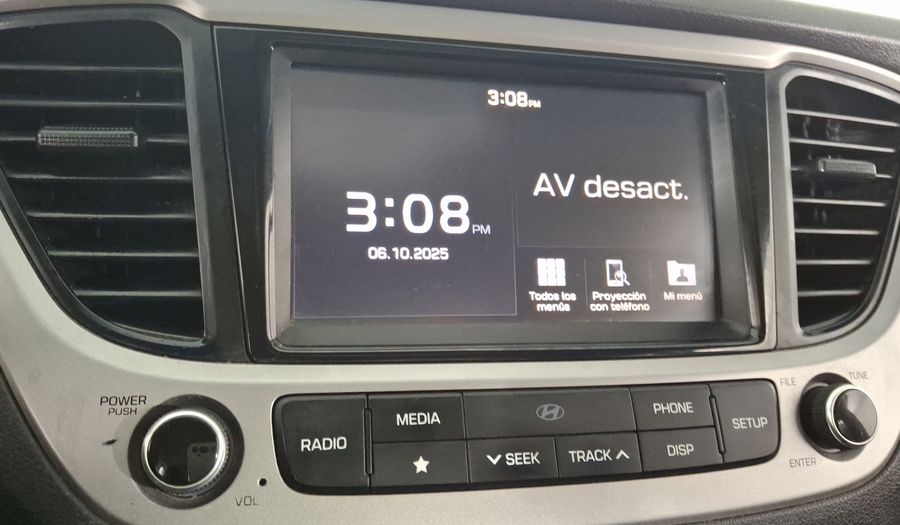 3:08PM
AV desact.
3:08PM
06.10.2025
Todos los
menús
Proyección
con teléfono
Mi menú
POWER
PUSH
VOL
RADIO
MEDIA
SEEK
TRACK
PHONE
DISP
SETUP
FILE
TUNE
ENTER